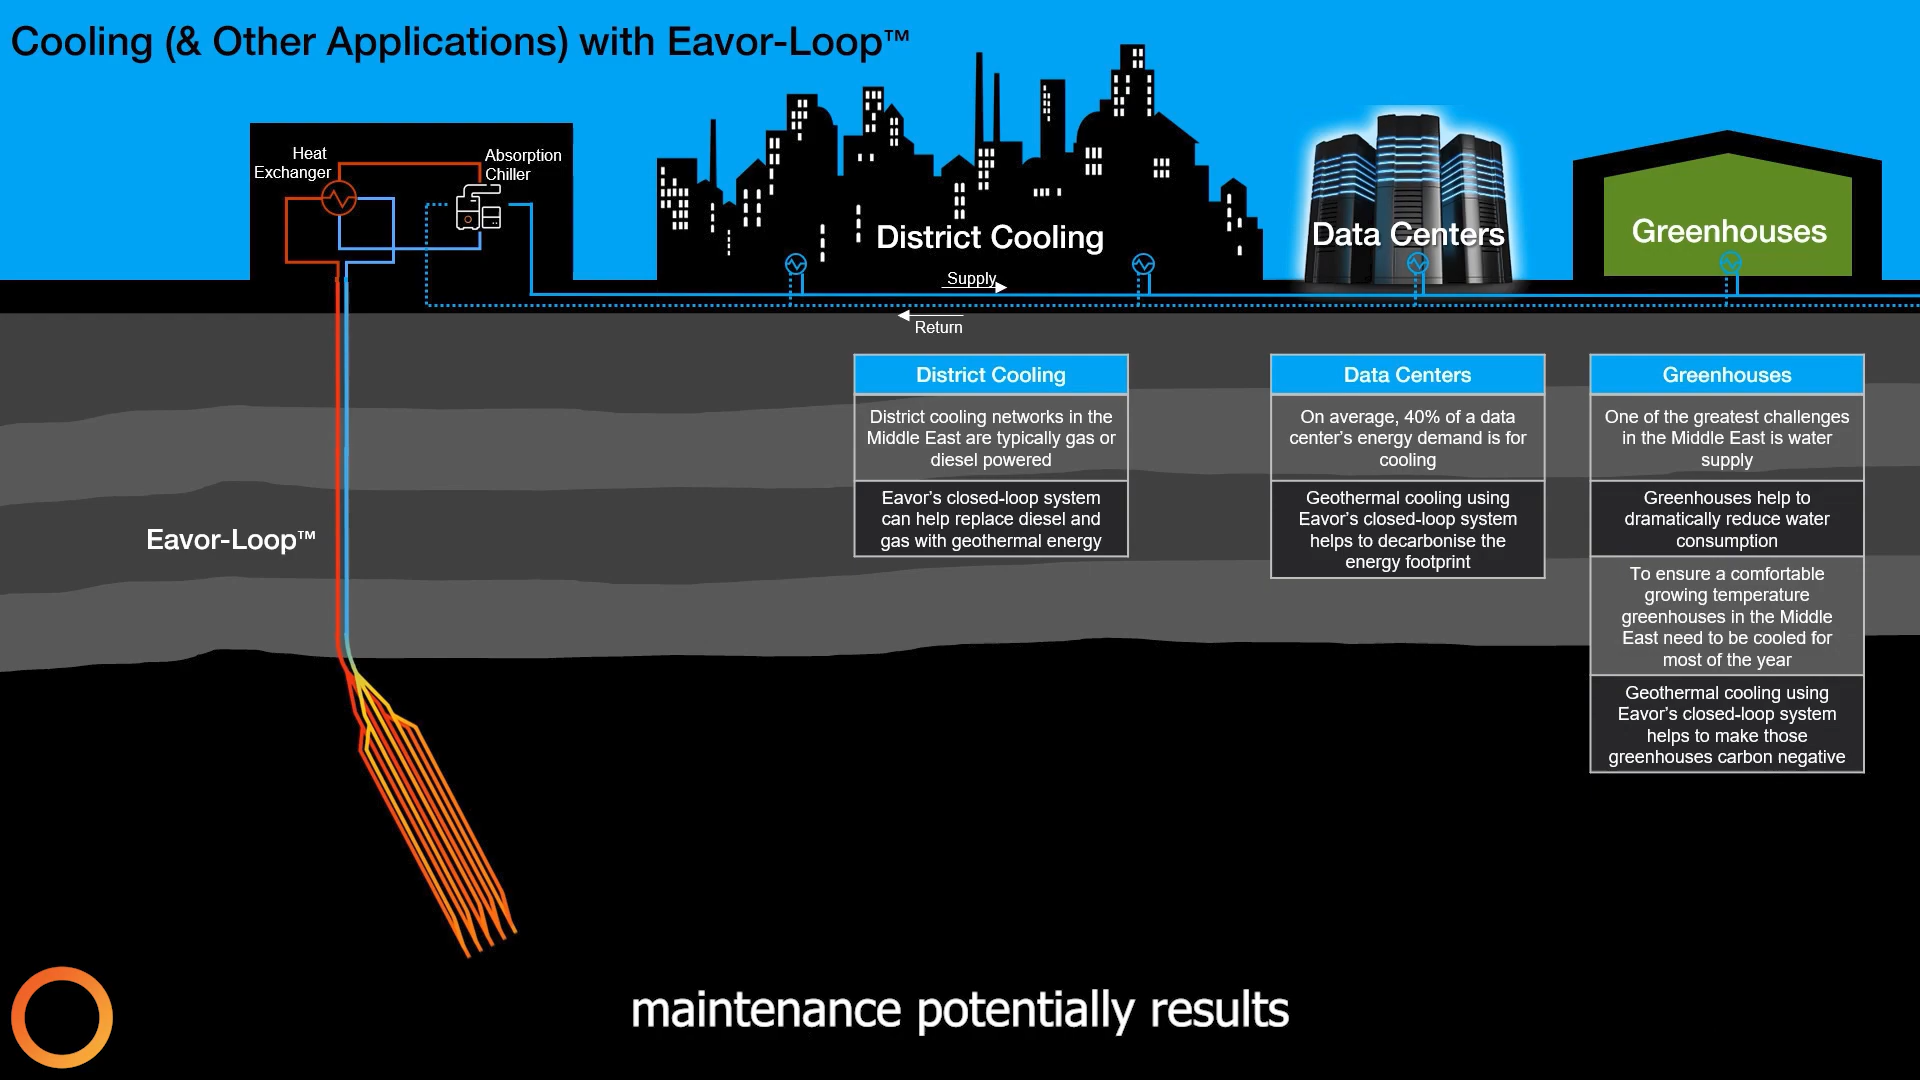 Cooling (& Other Applications) with Eavor-Loop™
Heat
Exchanger
Absorption
Chiller
District Cooling
Data Centers
Greenhouses
Supply
Return
Eavor-Loop™
District Cooling
District cooling networks in the
Middle East are typically gas or
diesel powered
Eavor’s closed-loop system
can help replace diesel and
gas with geothermal energy
Data Centers
On average, 40% of a data
center’s energy demand is for
cooling
Geothermal cooling using
Eavor’s closed-loop system
helps to decarbonise the
energy footprint
Greenhouses
One of the greatest challenges
in the Middle East is water
supply
Greenhouses help to
dramatically reduce water
consumption
To ensure a comfortable
growing temperature
greenhouses in the Middle
East need to be cooled for
most of the year
Geothermal cooling using
Eavor’s closed-loop system
helps to make those
greenhouses carbon negative
maintenance potentially results